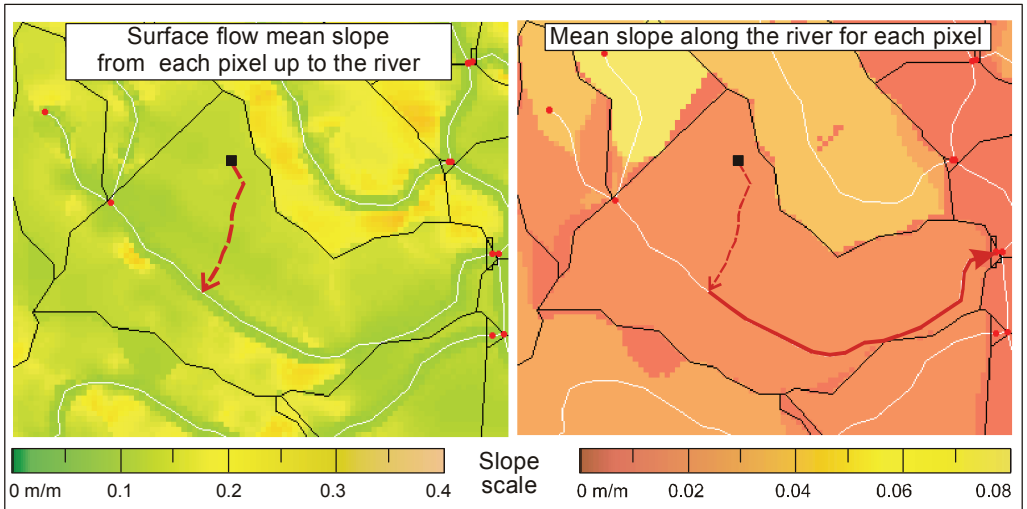 Surface flow mean slope
from each pixel up to the river
Mean slope along the river for each pixel
0 m/m 0.1 0.2 0.3 0.4
Slope
scale
0 m/m 0.02 0.04 0.06 0.08